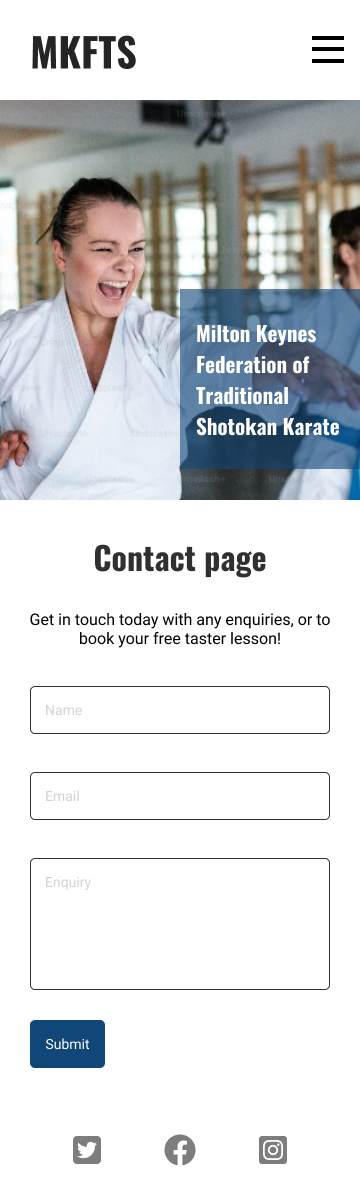 MKFTS
Milton Keynes
Federation of
Traditional
Shotokan Karate
Contact page
Get in touch today with any enquiries, or to
book your free taster lesson!
Name
Email
Enquiry
Submit